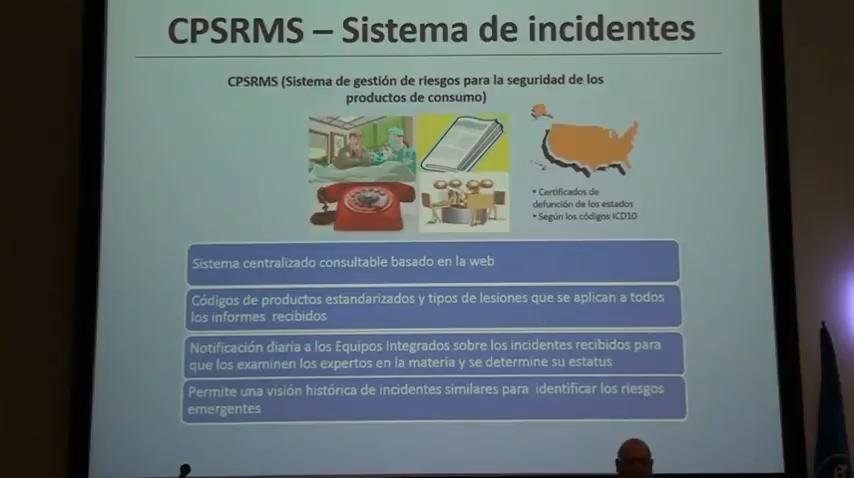 CPSRMS – Sistema de incidentes
CPSRMS (Sistema de gestión de riesgos para la seguridad de los
productos de consumo)
• Certificados de
defunción de los estados
• Según los códigos ICD10
Sistema centralizado consultable basado en la web
Códigos de productos estandarizados y tipos de lesiones que se aplican a todos
los informes recibidos
Notificación diaria a los Equipos Integrados sobre los incidentes recibidos para
que los examinen los expertos en la materia y se determine su estatus
Permite una visión histórica de incidentes similares para identificar los riesgos
emergentes